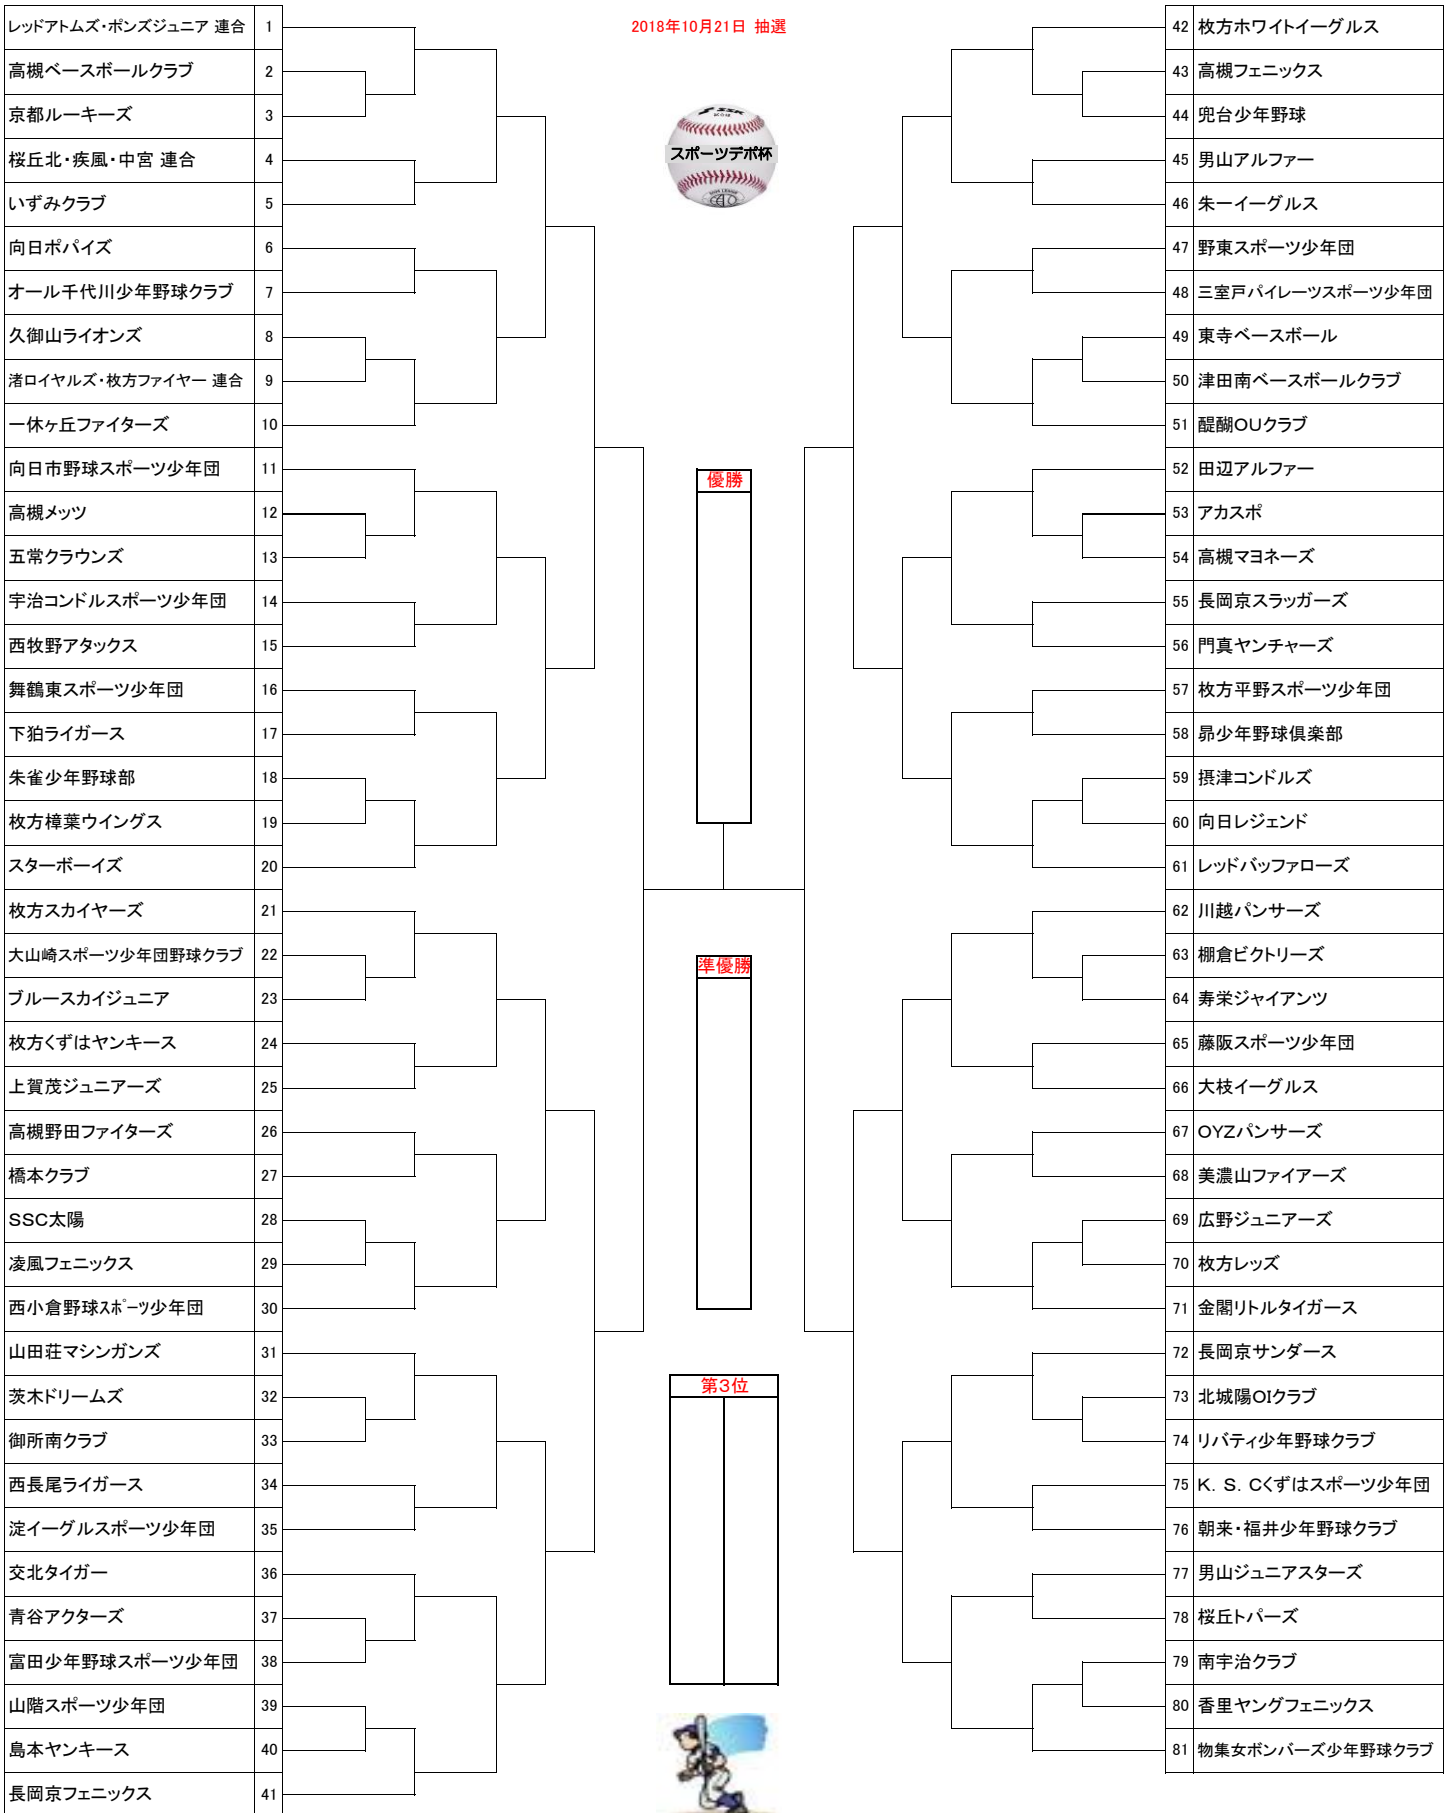 2018年10月21日 抽選
レッドアトムズ・ポンズジュニア 連合 1
高槻ベースボールクラブ 2
京都ルーキーズ 3
桜丘北・疾風・中宮 連合 4
いずみクラブ 5
向日ポパイズ 6
オール千代川少年野球クラブ 7
久御山ライオンズ 8
渚ロイヤルズ・枚方ファイヤー 連合 9
一休ヶ丘ファイターズ 10
向日市野球スポーツ少年団 11
高槻メッツ 12
五常クラウンズ 13
宇治コンドルスポーツ少年団 14
西牧野アタックス 15
舞鶴東スポーツ少年団 16
下狛ライガース 17
朱雀少年野球部 18
枚方樟葉ウイングス 19
スターボーイズ 20
枚方スカイヤーズ 21
大山崎スポーツ少年団野球クラブ 22
ブルースカイジュニア 23
枚方くずはヤンキース 24
上賀茂ジュニアーズ 25
高槻野田ファイターズ 26
橋本クラブ 27
SSC太陽 28
凌風フェニックス 29
西小倉野球スポーツ少年団 30
山田荘マシンガンズ 31
茨木ドリームズ 32
御所南クラブ 33
西長尾ライガース 34
淀イーグルスポーツ少年団 35
交北タイガー 36
青谷アクターズ 37
富田少年野球スポーツ少年団 38
山階スポーツ少年団 39
島本ヤンキース 40
長岡京フェニックス 41
SSK
スポーツデポ杯
優勝
準優勝
第3位
42 枚方ホワイトイーグルス
43 高槻フェニックス
44 兜台少年野球
45 男山アルファー
46 朱一イーグルス
47 野東スポーツ少年団
48 三室戸パイレーツスポーツ少年団
49 東寺ベースボール
50 津田南ベースボールクラブ
51 醍醐OUクラブ
52 田辺アルファー
53 アカスポ
54 高槻マヨネーズ
55 長岡京スラッガーズ
56 門真ヤンチャーズ
57 枚方平野スポーツ少年団
58 昴少年野球倶楽部
59 摂津コンドルズ
60 向日レジェンド
61 レッドバッファローズ
62 川越パンサーズ
63 棚倉ビクトリーズ
64 寿栄ジャイアンツ
65 藤阪スポーツ少年団
66 大枝イーグルス
67 OYZパンサーズ
68 美濃山ファイアーズ
69 広野ジュニアーズ
70 枚方レッズ
71 金閣リトルタイガース
72 長岡京サンダース
73 北城陽OIクラブ
74 リバティ少年野球クラブ
75 K．S．Cくずはスポーツ少年団
76 朝来・福井少年野球クラブ
77 男山ジュニアスターズ
78 桜丘トパーズ
79 南宇治クラブ
80 香里ヤングフェニックス
81 物集女ボンバーズ少年野球クラブ